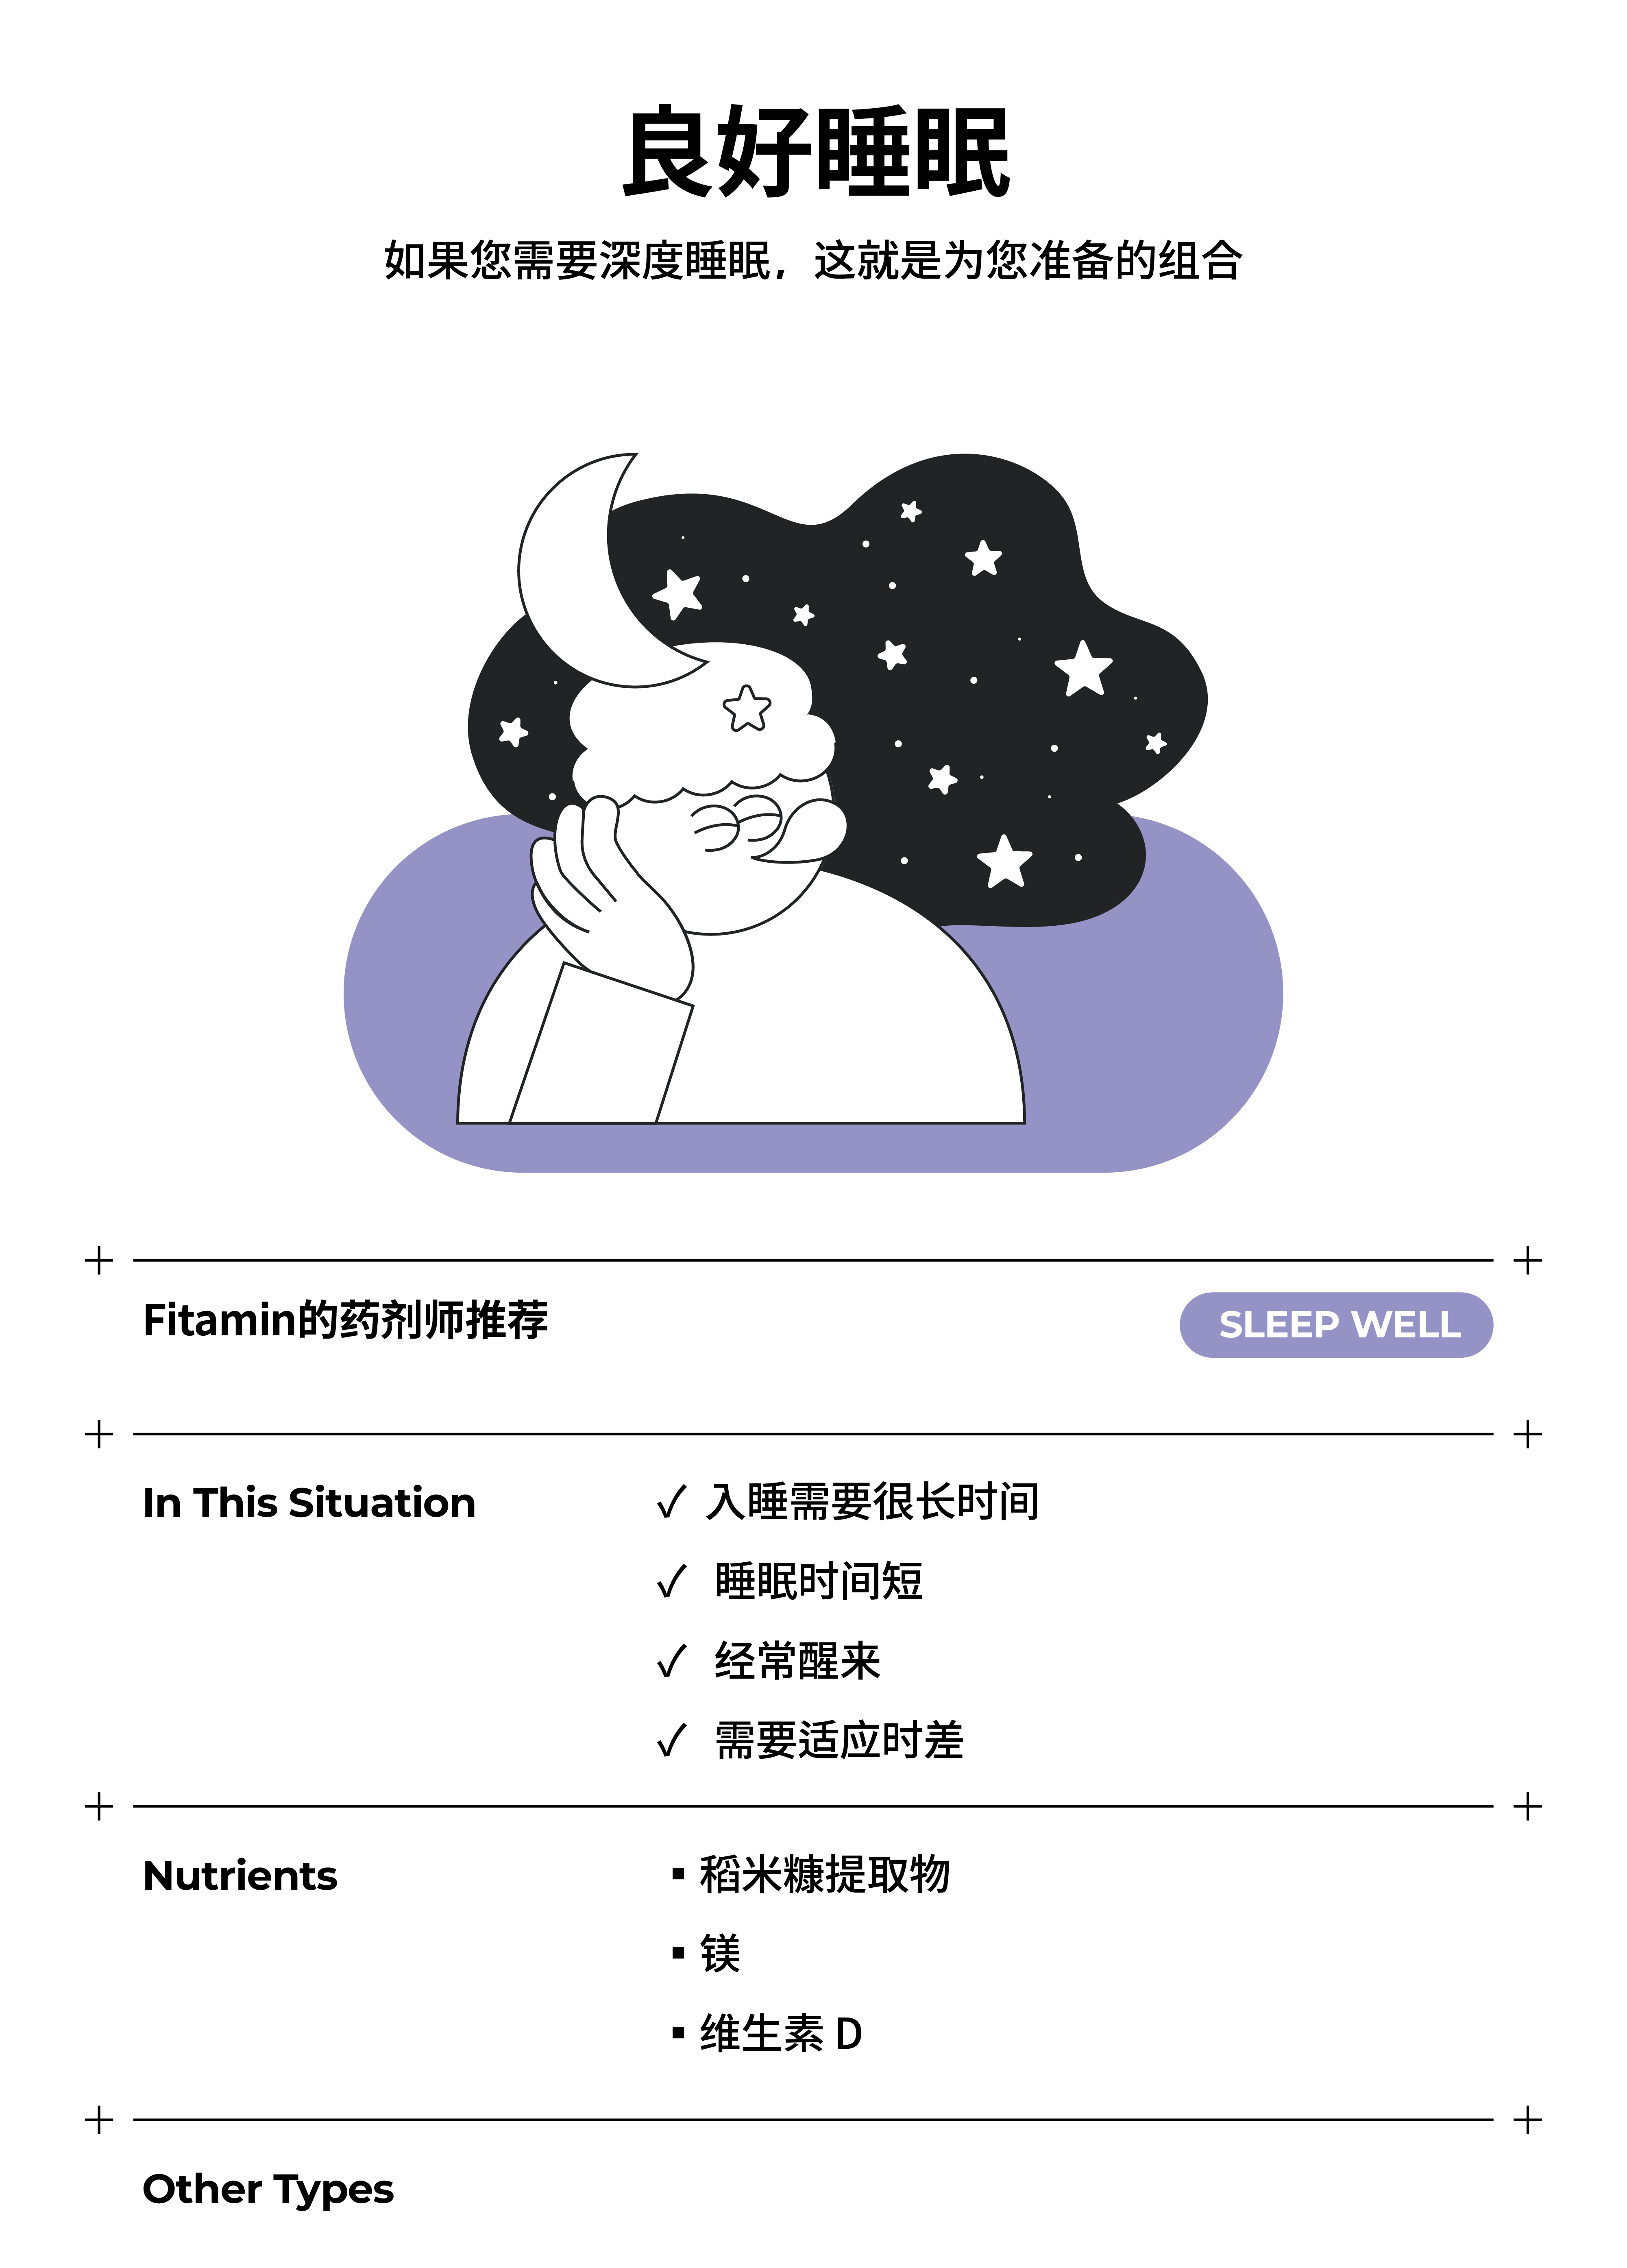 良好睡眠
如果您需要深度睡眠，这就是为您准备的组合
Fitamin的药剂师推荐
SLEEP WELL
In This Situation
✓ 入睡需要很长时间
✓ 睡眠时间短
✓ 经常醒来
✓ 需要适应时差
Nutrients
▪ 稻米糠提取物
▪ 镁
▪ 维生素 D
Other Types